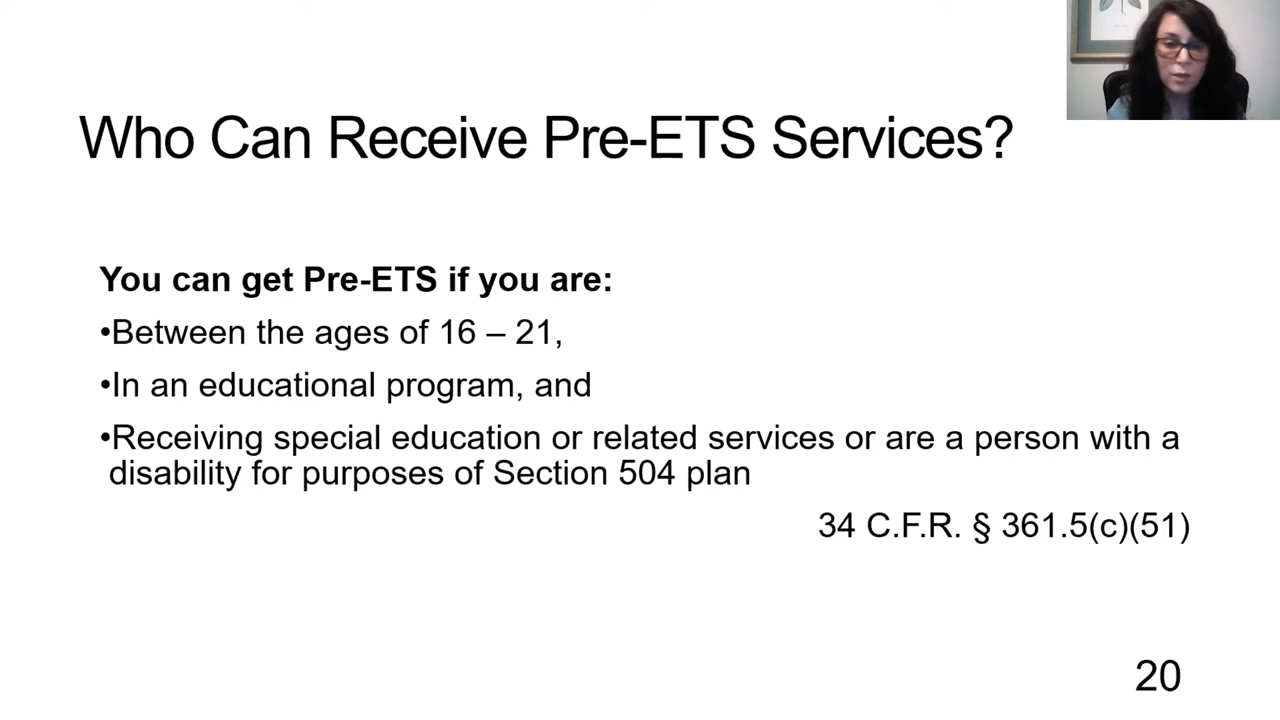 Who Can Receive Pre-ETS Services?
You can get Pre-ETS if you are:
•Between the ages of 16 – 21,
•In an educational program, and
•Receiving special education or related services or are a person with a
disability for purposes of Section 504 plan
34 C.F.R. § 361.5(c)(51)
20